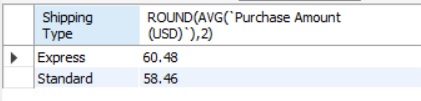 Shipping Type ROUND(AVG(`Purchase Amount (USD)`),2)
Express 60.48
Standard 58.46